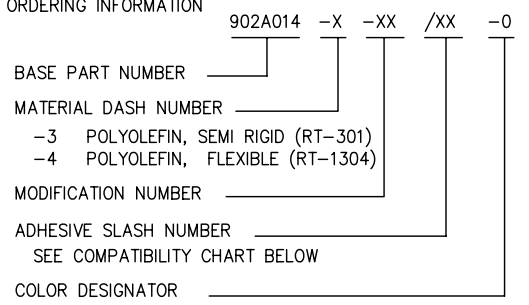 ORDERING INFORMATION
902A014 -X -XX /XX -0
BASE PART NUMBER
MATERIAL DASH NUMBER
-3 POLYOLEFIN, SEMI RIGID (RT-301)
-4 POLYOLEFIN, FLEXIBLE (RT-1304)
MODIFICATION NUMBER
ADHESIVE SLASH NUMBER
SEE COMPATIBILITY CHART BELOW
COLOR DESIGNATOR